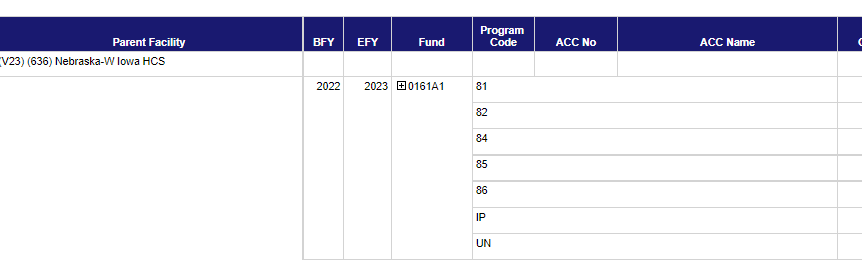 Parent Facility BFY EFY Fund Program Code ACC No ACC Name
(V23) (636) Nebraska-W Iowa HCS
2022 2023 0161A1 81
82
84
85
86
IP
UN